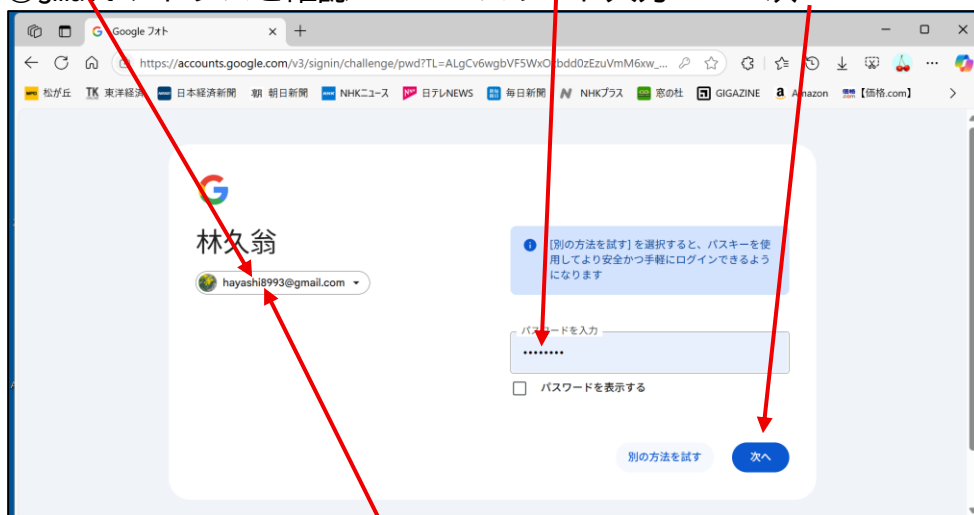 Google フォト
https://accounts.google.com/v3/signin/challenge/pwd?TL=ALgCv6wgbVF5WxO
松が丘 東洋経済 日本経済新聞 朝日新聞 NHKニュース 日テレNEWS 毎日新聞 NHKプラス 窓の杜 GIGAZINE Amazon 【価格.com】
林久翁
hayashi8993@gmail.com
[別の方法を試す] を選択すると、パスキーを使
用してより安全かつ手軽にログインできるよう
になります
パスワードを入力
••••••••
パスワードを表示する
別の方法を試す 次へ